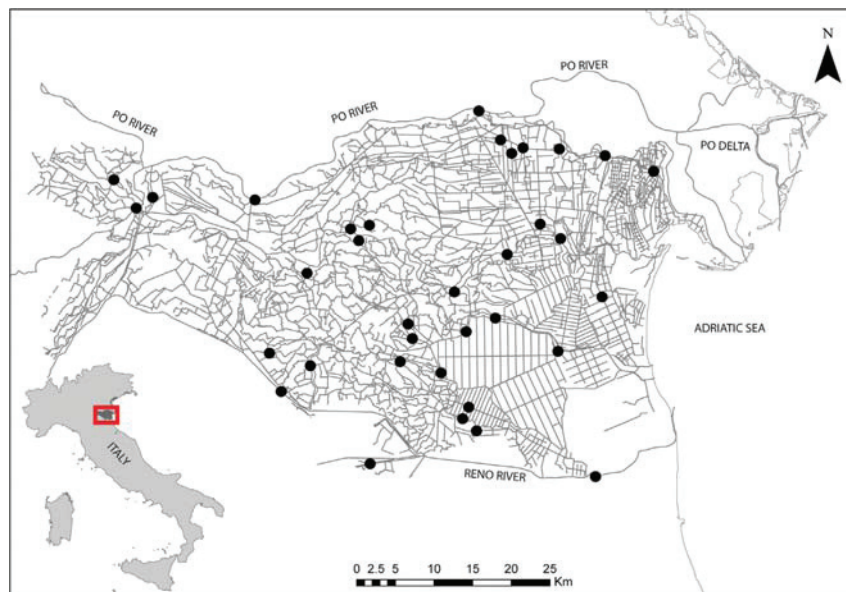 N
PO RIVER
PO RIVER
PO RIVER
PO DELTA
ADRIATIC SEA
ITALY
RENO RIVER
0 2.5 5 10 15 20 25
Km